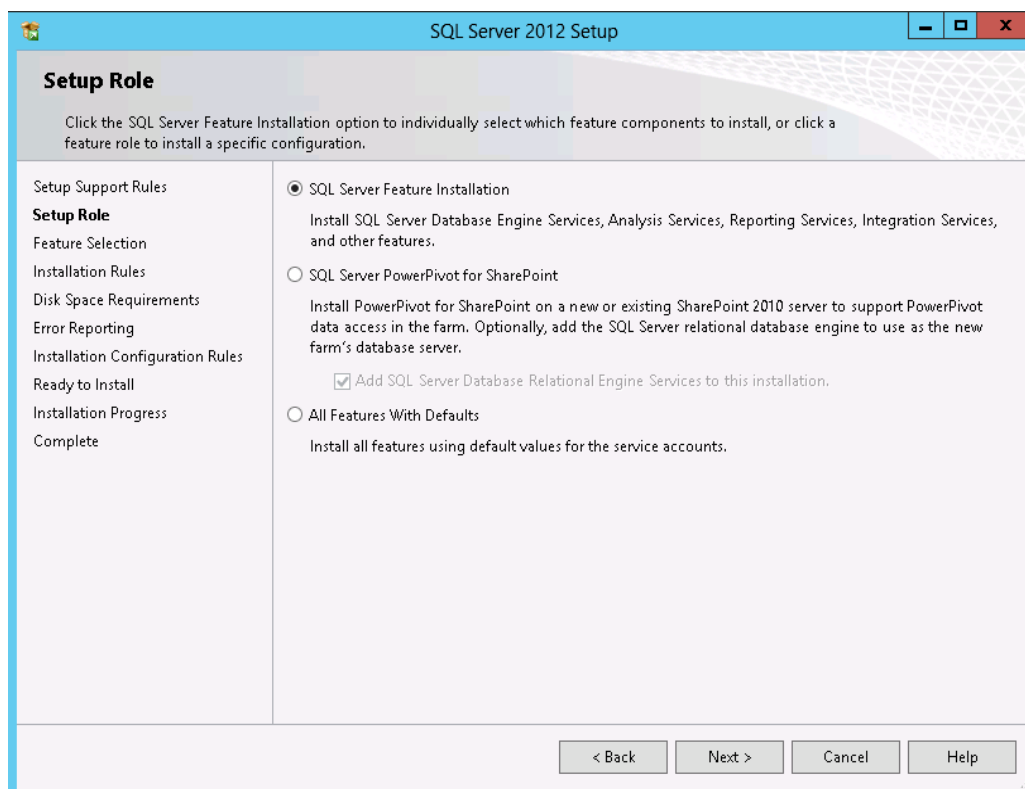 SQL Server 2012 Setup
Setup Role
Click the SQL Server Feature Installation option to individually select which feature components to install, or click a
feature role to install a specific configuration.
Setup Support Rules
Setup Role
Feature Selection
Installation Rules
Disk Space Requirements
Error Reporting
Installation Configuration Rules
Ready to Install
Installation Progress
Complete
SQL Server Feature Installation
Install SQL Server Database Engine Services, Analysis Services, Reporting Services, Integration Services,
and other features.
SQL Server PowerPivot for SharePoint
Install PowerPivot for SharePoint on a new or existing SharePoint 2010 server to support PowerPivot
data access in the farm. Optionally, add the SQL Server relational database engine to use as the new
farm's database server.
Add SQL Server Database Relational Engine Services to this installation.
All Features With Defaults
Install all features using default values for the service accounts.
< Back
Next >
Cancel
Help